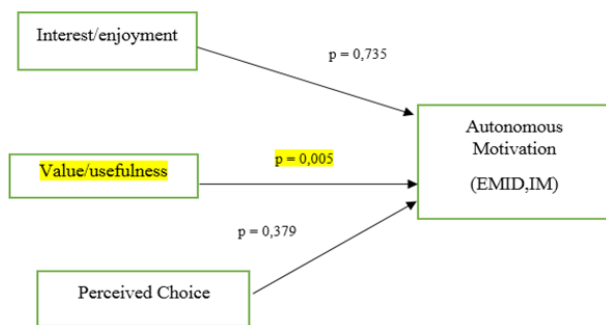 Interest/enjoyment
p = 0,735
Autonomous
Motivation
(EMID,IM)
Value/usefulness
p = 0,005
p = 0,379
Perceived Choice